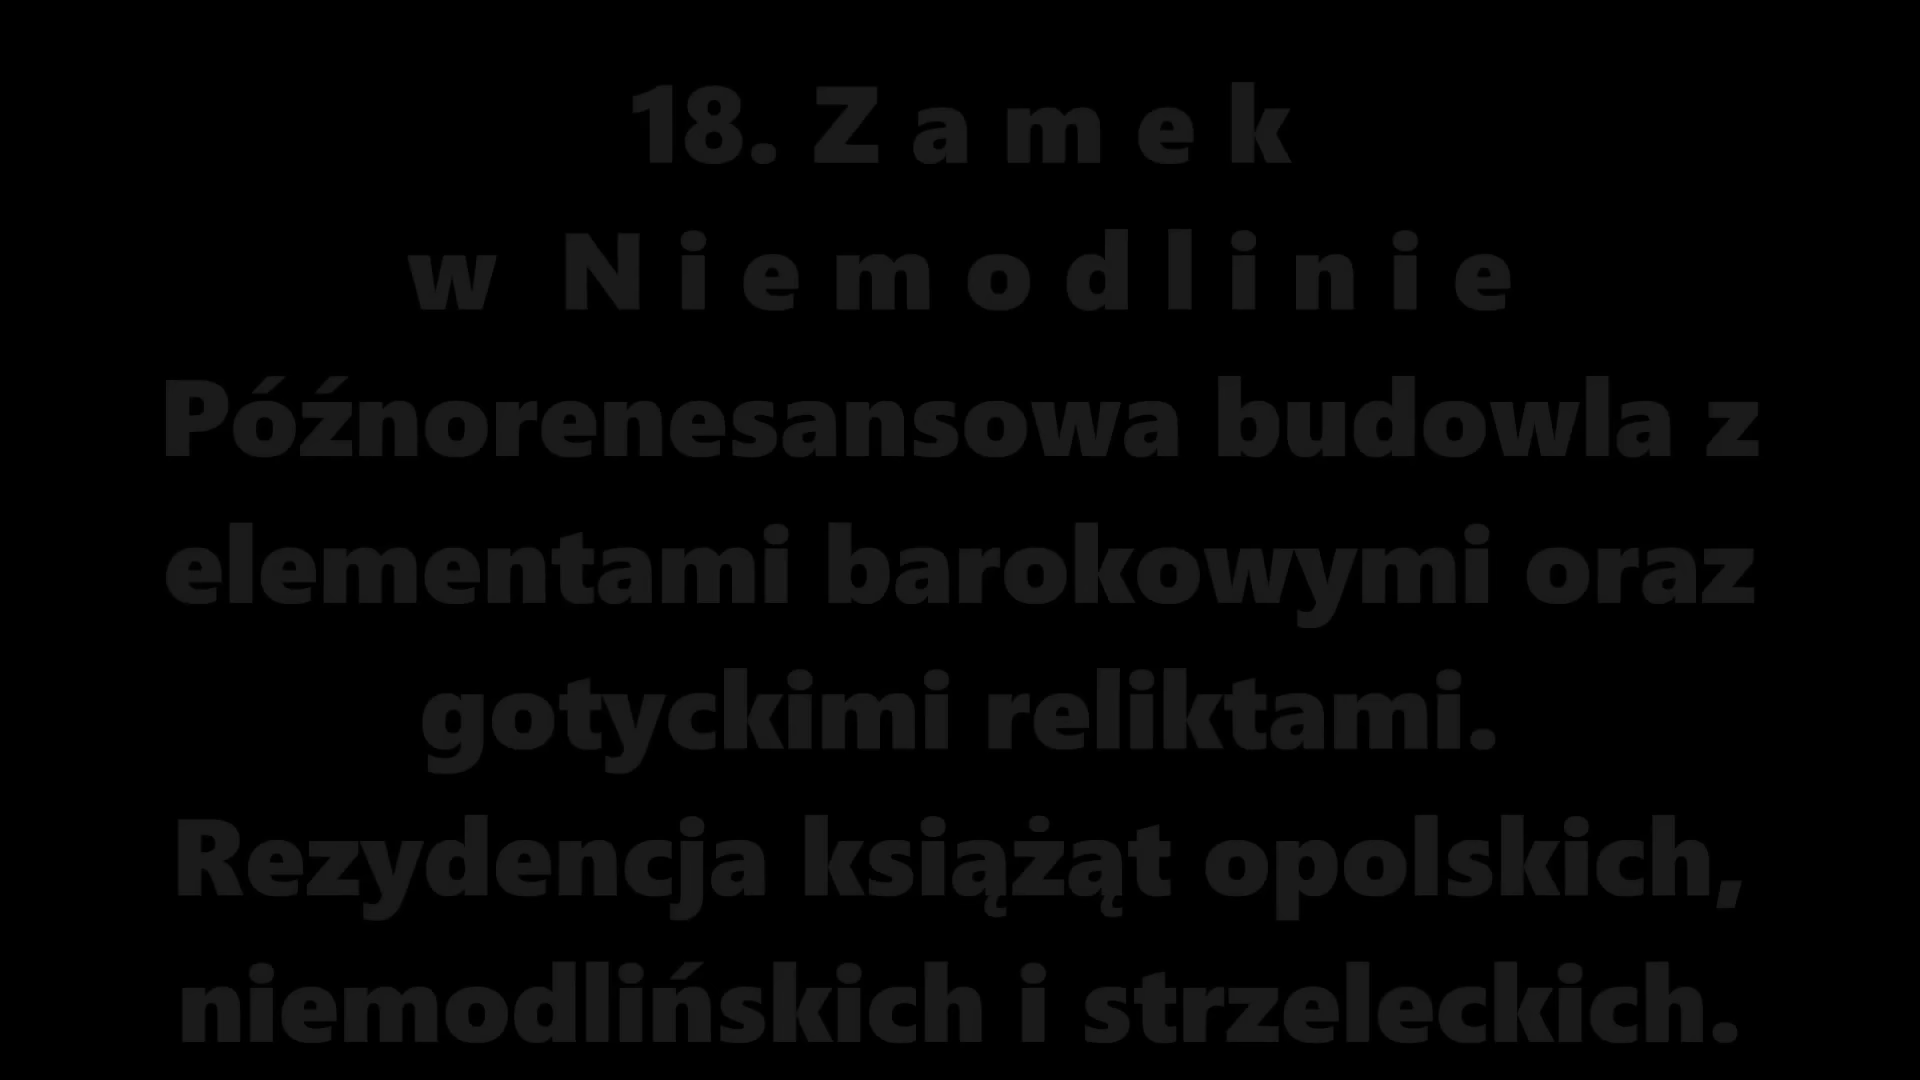 18. Z a m e k
w N i e m o d l i n i e
Późnorenesansowa budowla z
elementami barokowymi oraz
gotyckimi reliktami.
Rezydencja książąt opolskich,
niemodlińskich i strzeleckich.